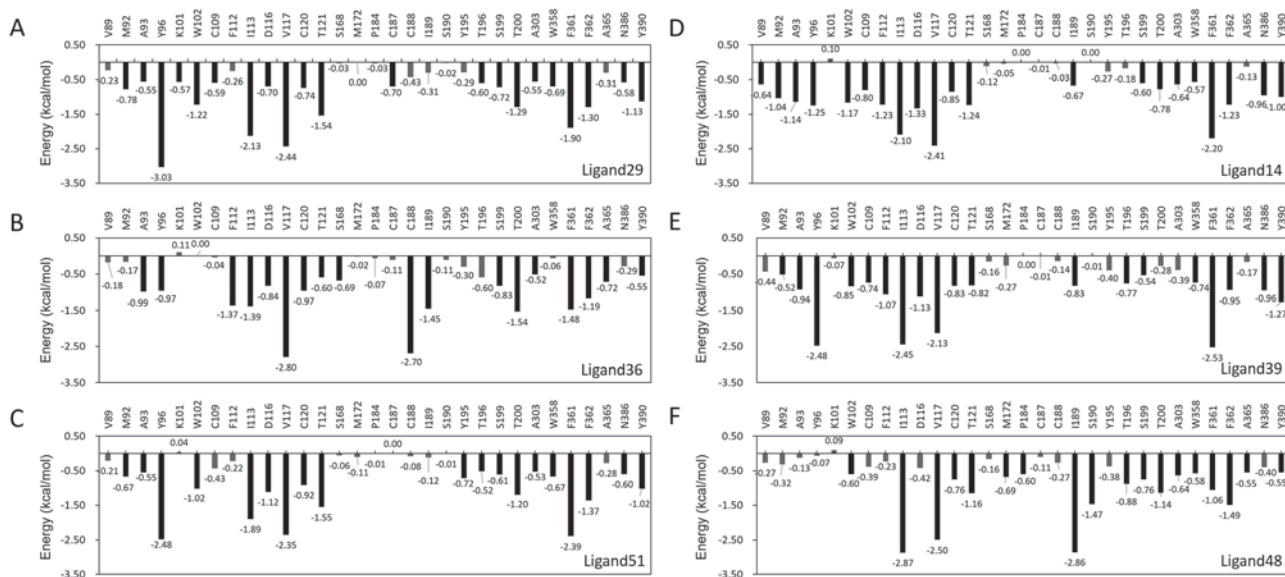 A
V89 M92 A93 Y96 K101 W102 C109 F112 I113 D116 V117 C120 T121 S168 M172 P184 C187 C188 I189 S190 Y195 T196 S199 T200 A303 W358 F361 F362 A365 N386 Y390
Energy (kcal/mol)
0.50
-0.50
-1.50
-2.50
-3.50
-0.23 -0.78 -0.55 -3.03 -0.57 -1.22 -0.59 -0.26 -2.13 -0.70 -2.44 -0.74 -1.54 -0.03 0.00 -0.03 -0.70 -0.43 -0.31 -0.02 -0.29 -0.60 -0.72 -1.29 -0.55 -0.69 -1.90 -1.30 -0.31 -0.58 -1.13
Ligand29
B
V89 M92 A93 Y96 K101 W102 C109 F112 I113 D116 V117 C120 T121 S168 M172 P184 C187 C188 I189 S190 Y195 T196 S199 T200 A303 W358 F361 F362 A365 N386 Y390
Energy (kcal/mol)
0.50
-0.50
-1.50
-2.50
-3.50
-0.18 -0.17 -0.99 -0.97 0.11 0.00 -0.04 -1.37 -1.39 -0.84 -2.80 -0.97 -0.60 -0.69 -0.02 -0.07 -0.11 -2.70 -1.45 -0.11 -0.30 -0.60 -0.83 -1.54 -0.52 -0.06 -1.48 -1.19 -0.72 -0.29 -0.55
Ligand36
C
V89 M92 A93 Y96 K101 W102 C109 F112 I113 D116 V117 C120 T121 S168 M172 P184 C187 C188 I189 S190 Y195 T196 S199 T200 A303 W358 F361 F362 A365 N386 Y390
Energy (kcal/mol)
0.50
-0.50
-1.50
-2.50
-3.50
-0.21 -0.67 -0.55 -2.48 0.04 -1.02 -0.43 -0.22 -1.89 -1.12 -2.35 -0.92 -1.55 -0.06 -0.11 -0.01 0.00 -0.08 -0.12 -0.01 -0.72 -0.52 -0.61 -1.20 -0.53 -0.67 -2.39 -1.37 -0.28 -0.60 -1.02
Ligand51
D
V89 M92 A93 Y96 K101 W102 C109 F112 I113 D116 V117 C120 T121 S168 M172 P184 C187 C188 I189 S190 Y195 T196 S199 T200 A303 W358 F361 F362 A365 N386 Y390
Energy (kcal/mol)
0.50
-0.50
-1.50
-2.50
-3.50
-0.64 -1.04 -1.14 -1.25 0.10 -1.17 -0.80 -1.23 -2.10 -1.33 -2.41 -0.85 -1.24 -0.12 -0.05 0.00 -0.01 -0.03 -0.67 0.00 -0.27 -0.18 -0.60 -0.78 -0.64 -0.57 -2.20 -1.23 -0.13 -0.96 -1.00
Ligand14
E
V89 M92 A93 Y96 K101 W102 C109 F112 I113 D116 V117 C120 T121 S168 M172 P184 C187 C188 I189 S190 Y195 T196 S199 T200 A303 W358 F361 F362 A365 N386 Y390
Energy (kcal/mol)
0.50
-0.50
-1.50
-2.50
-3.50
-0.44 -0.52 -0.94 -2.48 -0.07 -0.85 -0.74 -1.07 -2.45 -1.13 -2.13 -0.83 -0.82 -0.16 -0.27 0.00 -0.01 -0.14 -0.83 -0.01 -0.40 -0.77 -0.54 -0.28 -0.39 -0.74 -2.53 -0.95 -0.17 -0.96 -1.27
Ligand39
F
V89 M92 A93 Y96 K101 W102 C109 F112 I113 D116 V117 C120 T121 S168 M172 P184 C187 C188 I189 S190 Y195 T196 S199 T200 A303 W358 F361 F362 A365 N386 Y390
Energy (kcal/mol)
0.50
-0.50
-1.50
-2.50
-3.50
-0.27 -0.32 -0.13 -0.07 0.09 -0.60 -0.39 -0.23 -2.87 -0.42 -2.50 -0.76 -1.16 -0.16 -0.69 -0.60 -0.11 -0.27 -2.86 -1.47 -0.38 -0.88 -0.76 -1.14 -0.64 -0.58 -1.06 -1.49 -0.55 -0.40 -0.55
Ligand48